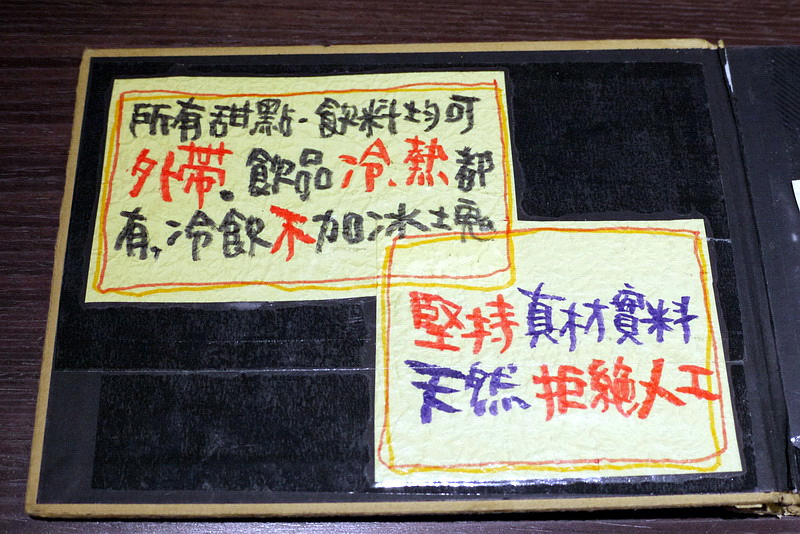 所有甜點、飲料均可
外帶。飲品冷、熱都
有,冷飲不加冰塊
堅持真材實料
天然拒絕人工